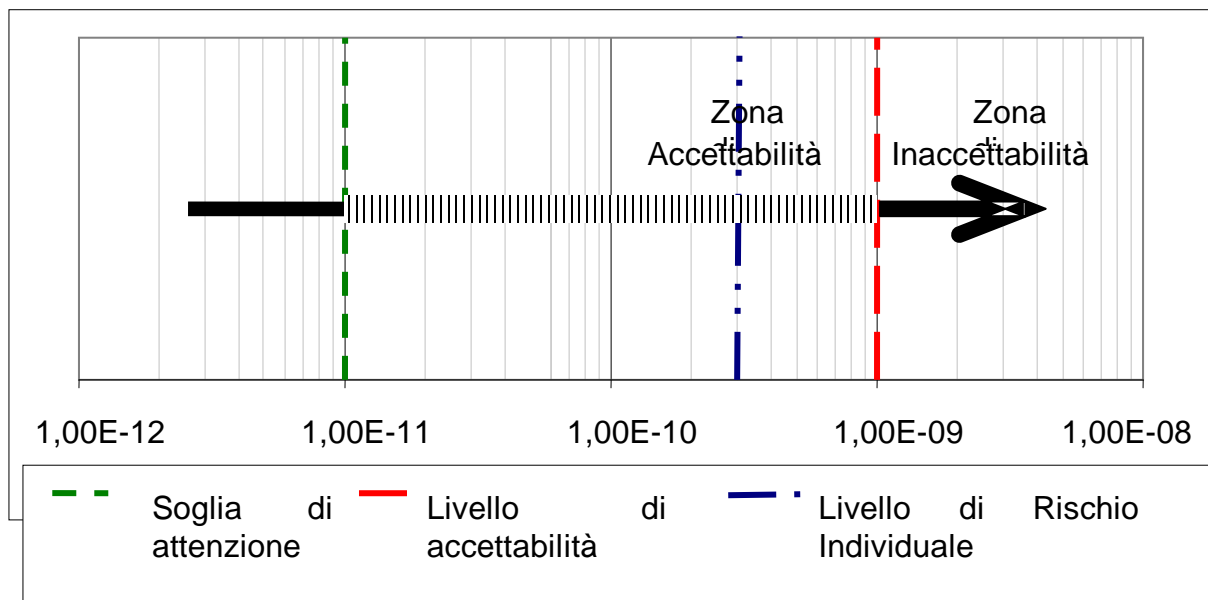 Zona
Accettabilità
Zona
Inaccettabilità
1,00E-12 1,00E-11 1,00E-10 1,00E-09 1,00E-08
Soglia di
attenzione
Livello di
accettabilità
Livello di Rischio
Individuale